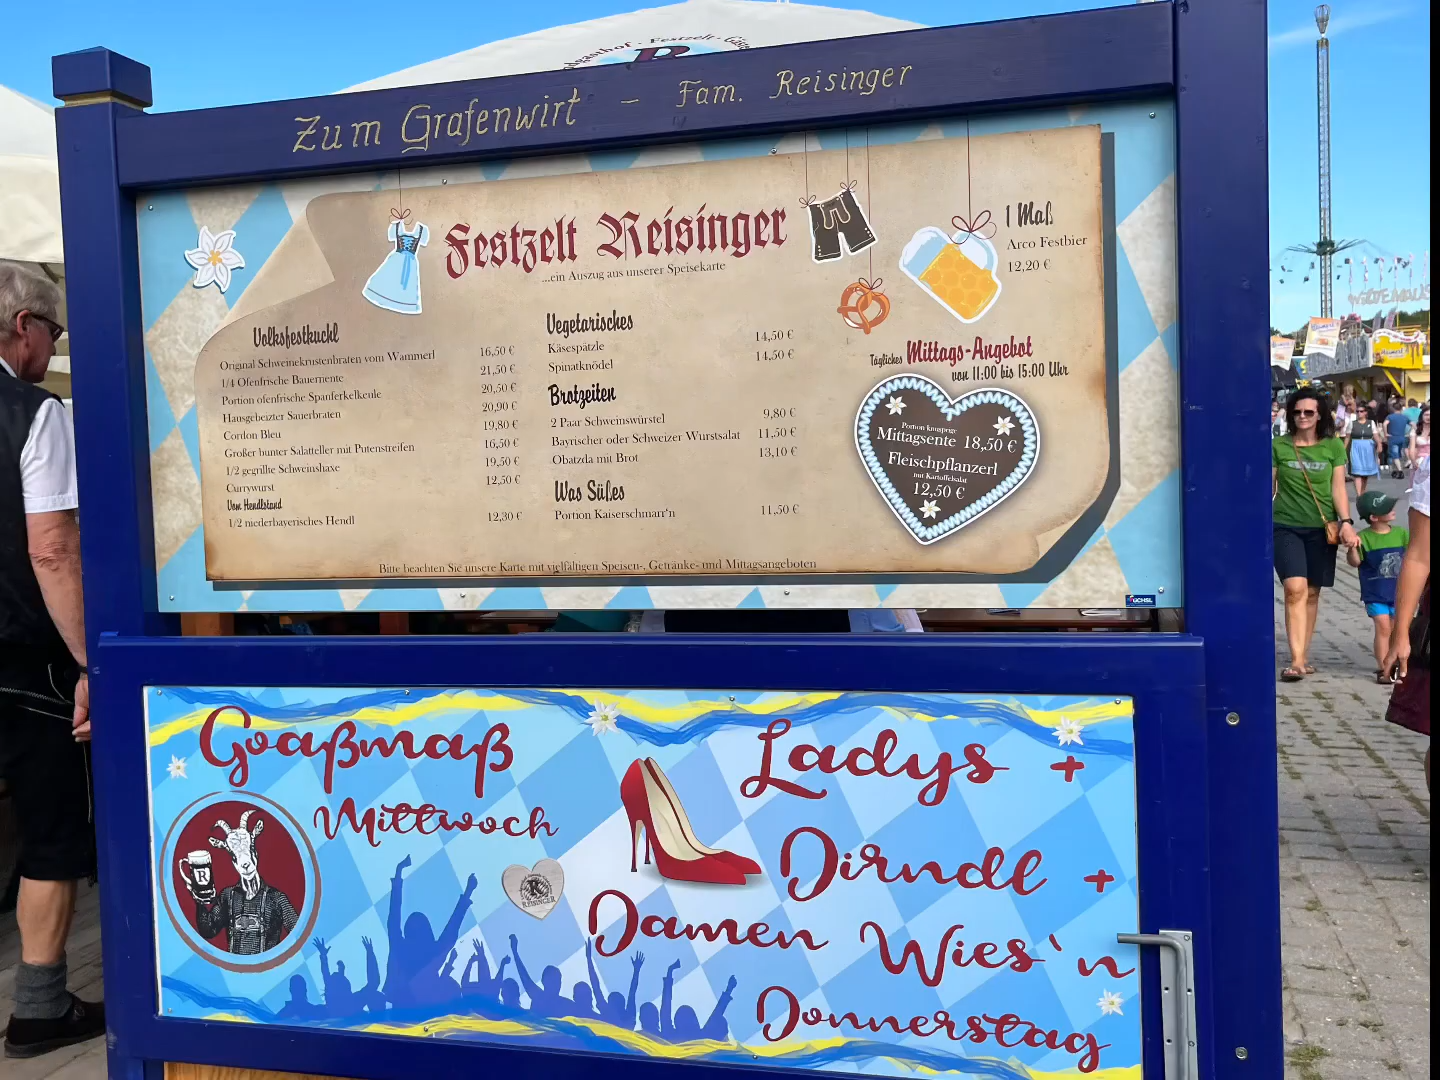 Zum Grafenwirt - Fam. Reisinger
Festzelt Reisinger
...ein Auszug aus unserer Speisekarte
1 Maß
Arco Festbier
12,20 €
Volksfestkuchl
Original Schweinekrustenbraten vom Wammerl 16,50 €
1/4 Ofenfrische Bauernente 21,50 €
Portion ofenfrische Spanferkelkeule 20,50 €
Hausgebeizter Sauerbraten 20,90 €
Cordon Bleu 19,80 €
Großer bunter Salatteller mit Putenstreifen 16,50 €
1/2 gegrillte Schweinshaxe 19,50 €
Currywurst 12,50 €
Vom Hendlstand
1/2 niederbayerisches Hendl 12,30 €
Vegetarisches
Käsespätzle 14,50 €
Spinatknödel 14,50 €
Brotzeiten
2 Paar Schweinswürstel 9,80 €
Bayrischer oder Schweizer Wurstsalat 11,50 €
Obatzda mit Brot 13,10 €
Was Süßes
Portion Kaiserschmarr'n 11,50 €
Tägliches Mittags-Angebot
von 11:00 bis 15:00 Uhr
Portion knusprige
Mittagsente 18,50 €
Fleischpflanzerl
mit Kartoffelsalat
12,50 €
Bitte beachten Sie unsere Karte mit vielfältigen Speisen-, Getränke- und Mittagsangeboten
Goaßmaß
Mittwoch
R
REISINGER
Ladys +
Dirndl +
Damen Wies'n
Donnerstag